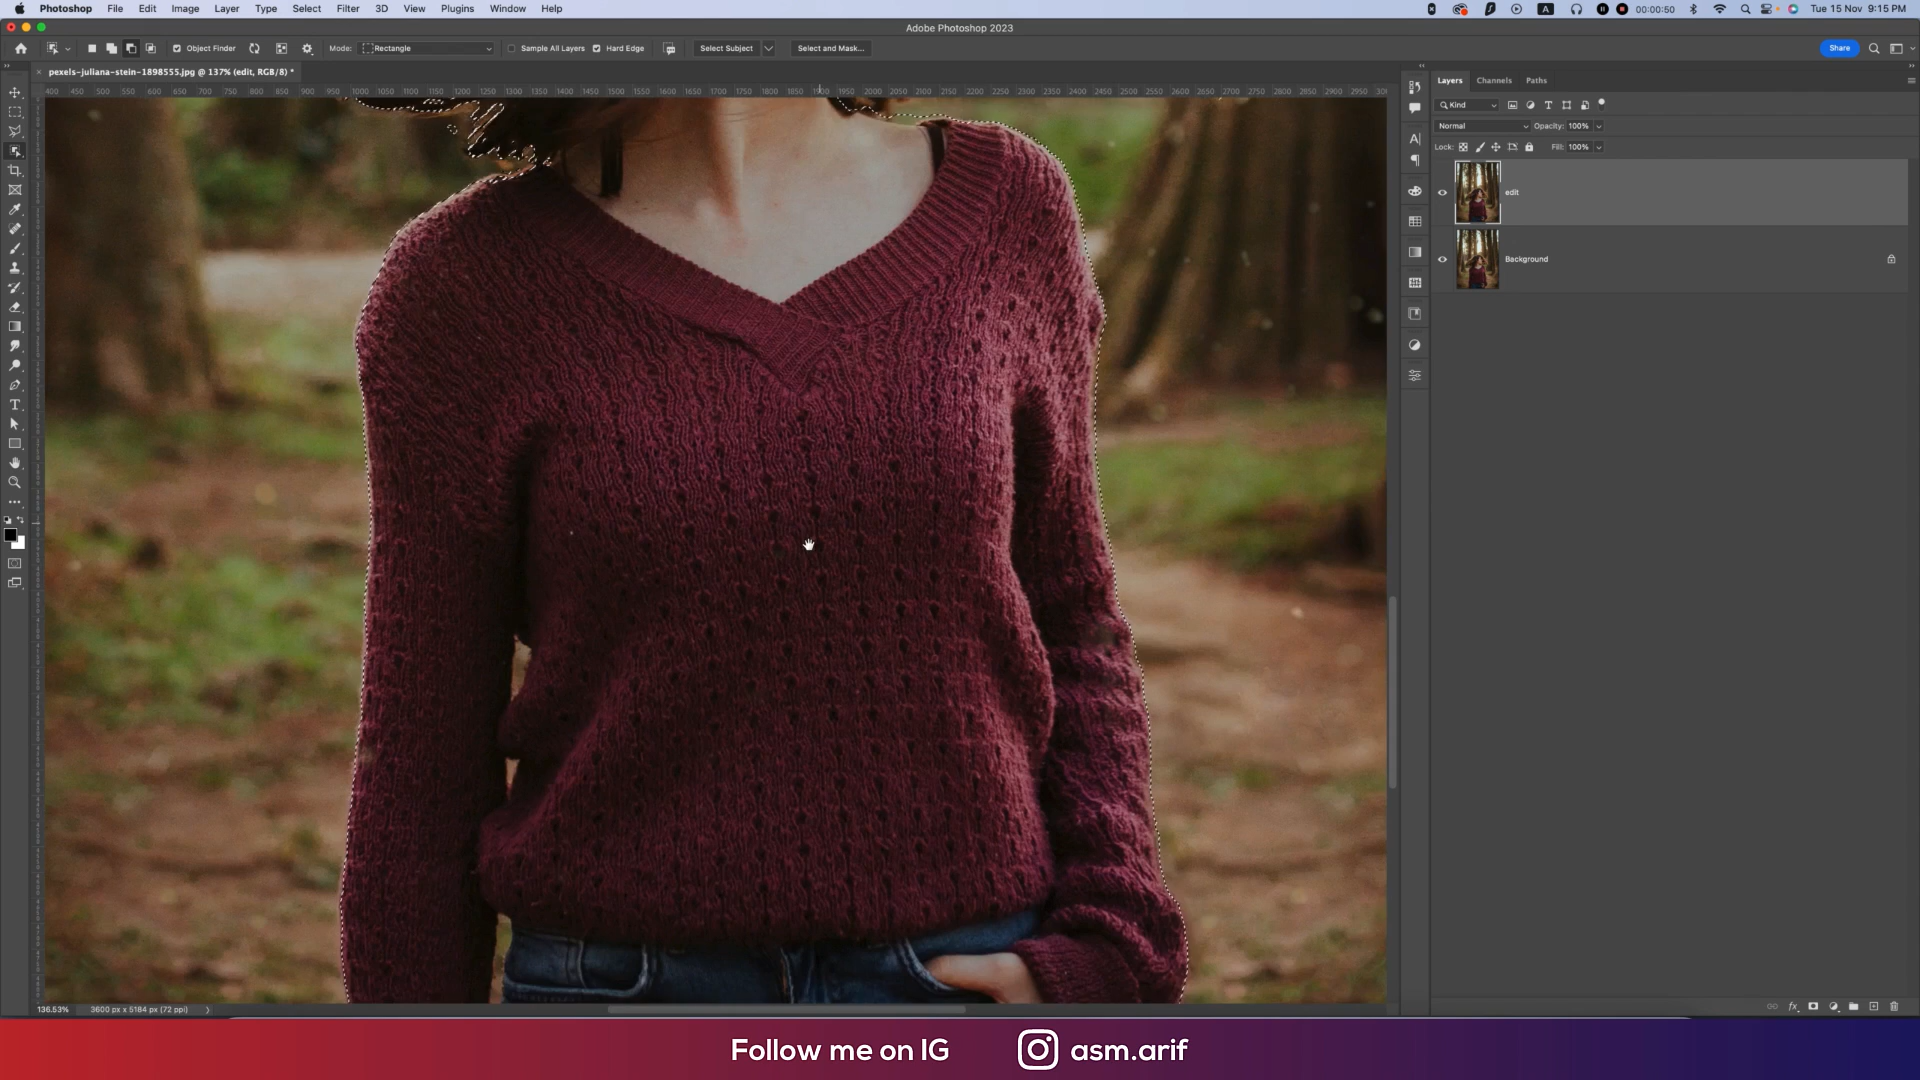 Photoshop File Edit Image Layer Type Select Filter 3D View Plugins Window Help
00:00:50 Tue 15 Nov 9:15 PM
Adobe Photoshop 2023
Object Finder Mode: Rectangle Sample All Layers Hard Edge Select Subject Select and Mask... Share
pexels-juliana-stein-1898555.jpg @ 137% (edit, RGB/8) *
Layers Channels Paths
Kind
Normal Opacity: 100%
Lock: Fill: 100%
edit
Background
136.53% 3600 px x 5184 px (72 ppi)
Follow me on IG asm.arif